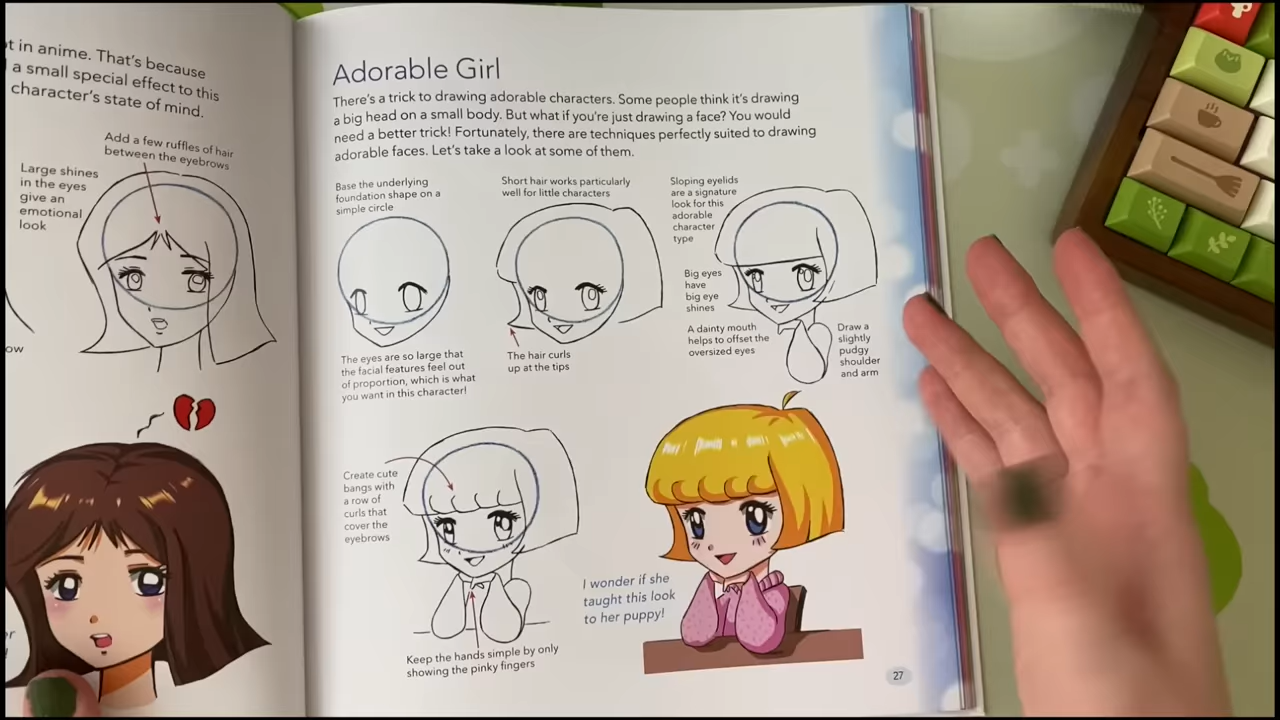 t in anime. That's because
a small special effect to this
character's state of mind.
Add a few ruffles of hair
between the eyebrows
Large shines
in the eyes
give an
emotional
look
ow
Adorable Girl
There's a trick to drawing adorable characters. Some people think it's drawing
a big head on a small body. But what if you're just drawing a face? You would
need a better trick! Fortunately, there are techniques perfectly suited to drawing
adorable faces. Let's take a look at some of them.
Base the underlying
foundation shape on a
simple circle
Short hair works particularly
well for little characters
Sloping eyelids
are a signature
look for this
adorable
character
type
Big eyes
have
big eye
shines
A dainty mouth
helps to offset the
oversized eyes
Draw a
slightly
pudgy
shoulder
and arm
The eyes are so large that
the facial features feel out
of proportion, which is what
you want in this character!
The hair curls
up at the tips
Create cute
bangs with
a row of
curls that
cover the
eyebrows
I wonder if she
taught this look
to her puppy!
Keep the hands simple by only
showing the pinky fingers
27